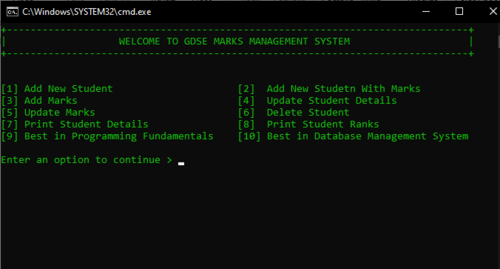 C:\Windows\SYSTEM32\cmd.exe
WELCOME TO GDSE MARKS MANAGEMENT SYSTEM
[1] Add New Student [2] Add New Studetn With Marks
[3] Add Marks [4] Update Student Details
[5] Update Marks [6] Delete Student
[7] Print Student Details [8] Print Student Ranks
[9] Best in Programming Fundamentals [10] Best in Database Management System
Enter an option to continue >